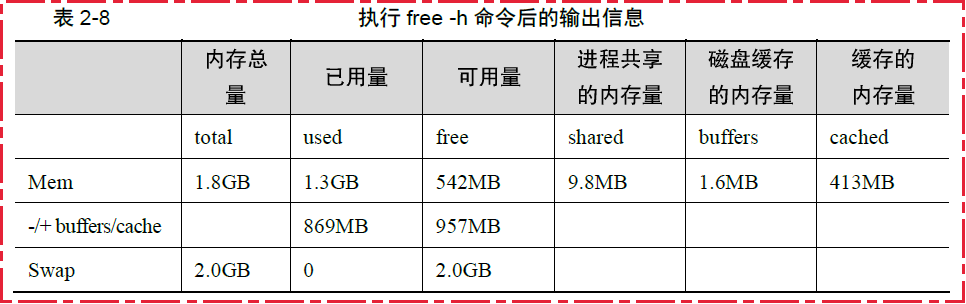 表 2-8 执行 free -h 命令后的输出信息
内存总量 已用量 可用量 进程共享的内存量 磁盘缓存的内存量 缓存的内存量
total used free shared buffers cached
Mem 1.8GB 1.3GB 542MB 9.8MB 1.6MB 413MB
-/+ buffers/cache 869MB 957MB
Swap 2.0GB 0 2.0GB